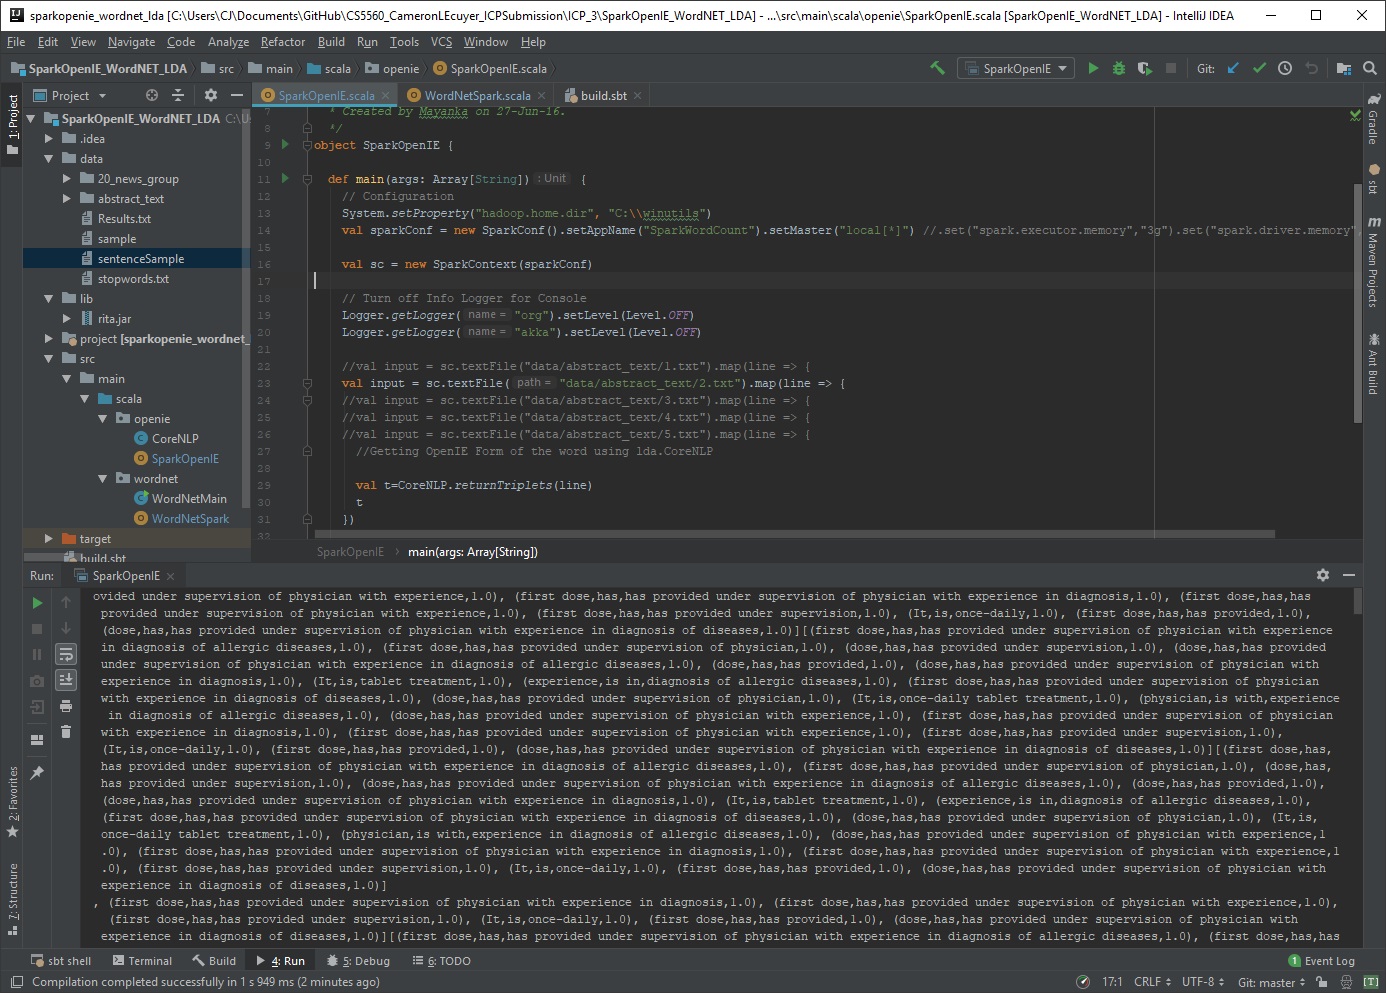 sparkopenie_wordnet_lda [C:\Users\CJ\Documents\GitHub\CS5560_CameronLEcuyer_ICPSubmission\ICP_3\SparkOpenIE_WordNET_LDA] - ...\src\main\scala\openie\SparkOpenIE.scala [SparkOpenIE_WordNET_LDA] - IntelliJ IDEA
File Edit View Navigate Code Analyze Refactor Build Run Tools VCS Window Help
SparkOpenIE_WordNET_LDA src main scala openie SparkOpenIE.scala SparkOpenIE Git:
Project SparkOpenIE.scala WordNetSpark.scala build.sbt
1: Project
SparkOpenIE_WordNET_LDA C:\U
.idea
data
20_news_group
abstract_text
Results.txt
sample
sentenceSample
stopwords.txt
lib
rita.jar
project [sparkopenie_wordnet_
src
main
scala
openie
CoreNLP
SparkOpenIE
wordnet
WordNetMain
WordNetSpark
target
build.sbt
7 * Created by Mayanka on 27-Jun-16.
8 */
9 object SparkOpenIE {
10
11 def main(args: Array[String]) : Unit {
12 // Configuration
13 System.setProperty("hadoop.home.dir", "C:\\winutils")
14 val sparkConf = new SparkConf().setAppName("SparkWordCount").setMaster("local[*]") //.set("spark.executor.memory","3g").set("spark.driver.memory",
15
16 val sc = new SparkContext(sparkConf)
17
18 // Turn off Info Logger for Console
19 Logger.getLogger( name = "org").setLevel(Level.OFF)
20 Logger.getLogger( name = "akka").setLevel(Level.OFF)
21
22 //val input = sc.textFile("data/abstract_text/1.txt").map(line => {
23 val input = sc.textFile( path = "data/abstract_text/2.txt").map(line => {
24 //val input = sc.textFile("data/abstract_text/3.txt").map(line => {
25 //val input = sc.textFile("data/abstract_text/4.txt").map(line => {
26 //val input = sc.textFile("data/abstract_text/5.txt").map(line => {
27 //Getting OpenIE Form of the word using lda.CoreNLP
28
29 val t=CoreNLP.returnTriplets(line)
30 t
31 })
32
SparkOpenIE main(args: Array[String])
Gradle
sbt
m Maven Projects
Ant Build
Run: SparkOpenIE
ovided under supervision of physician with experience,1.0), (first dose,has,has provided under supervision of physician with experience in diagnosis,1.0), (first dose,has,has
provided under supervision of physician with experience,1.0), (first dose,has,has provided under supervision,1.0), (It,is,once-daily,1.0), (first dose,has,has provided,1.0),
(dose,has,has provided under supervision of physician with experience in diagnosis of diseases,1.0)][(first dose,has,has provided under supervision of physician with experience
in diagnosis of allergic diseases,1.0), (first dose,has,has provided under supervision of physician,1.0), (dose,has,has provided under supervision,1.0), (dose,has,has provided
under supervision of physician with experience in diagnosis of allergic diseases,1.0), (dose,has,has provided,1.0), (dose,has,has provided under supervision of physician with
experience in diagnosis,1.0), (It,is,tablet treatment,1.0), (experience,is in,diagnosis of allergic diseases,1.0), (first dose,has,has provided under supervision of physician
with experience in diagnosis of diseases,1.0), (dose,has,has provided under supervision of physician,1.0), (It,is,once-daily tablet treatment,1.0), (physician,is with,experience
in diagnosis of allergic diseases,1.0), (dose,has,has provided under supervision of physician with experience,1.0), (first dose,has,has provided under supervision of physician
with experience in diagnosis,1.0), (first dose,has,has provided under supervision of physician with experience,1.0), (first dose,has,has provided under supervision,1.0),
(It,is,once-daily,1.0), (first dose,has,has provided,1.0), (dose,has,has provided under supervision of physician with experience in diagnosis of diseases,1.0)][(first dose,has,
has provided under supervision of physician with experience in diagnosis of allergic diseases,1.0), (first dose,has,has provided under supervision of physician,1.0), (dose,has,
has provided under supervision,1.0), (dose,has,has provided under supervision of physician with experience in diagnosis of allergic diseases,1.0), (dose,has,has provided,1.0),
(dose,has,has provided under supervision of physician with experience in diagnosis,1.0), (It,is,tablet treatment,1.0), (experience,is in,diagnosis of allergic diseases,1.0),
(first dose,has,has provided under supervision of physician with experience in diagnosis of diseases,1.0), (dose,has,has provided under supervision of physician,1.0), (It,is,
once-daily tablet treatment,1.0), (physician,is with,experience in diagnosis of allergic diseases,1.0), (dose,has,has provided under supervision of physician with experience,1
.0), (first dose,has,has provided under supervision of physician with experience in diagnosis,1.0), (first dose,has,has provided under supervision of physician with experience,1
.0), (first dose,has,has provided under supervision,1.0), (It,is,once-daily,1.0), (first dose,has,has provided,1.0), (dose,has,has provided under supervision of physician with
experience in diagnosis of diseases,1.0)]
, (first dose,has,has provided under supervision of physician with experience in diagnosis,1.0), (first dose,has,has provided under supervision of physician with experience,1.0),
(first dose,has,has provided under supervision,1.0), (It,is,once-daily,1.0), (first dose,has,has provided,1.0), (dose,has,has provided under supervision of physician with
experience in diagnosis of diseases,1.0)][(first dose,has,has provided under supervision of physician with experience in diagnosis of allergic diseases,1.0), (first dose,has,has
2: Favorites
7: Structure
sbt shell Terminal Build 4: Run 5: Debug 6: TODO 1 Event Log
Compilation completed successfully in 1 s 949 ms (2 minutes ago) 17:1 CRLF UTF-8 Git: master [T]